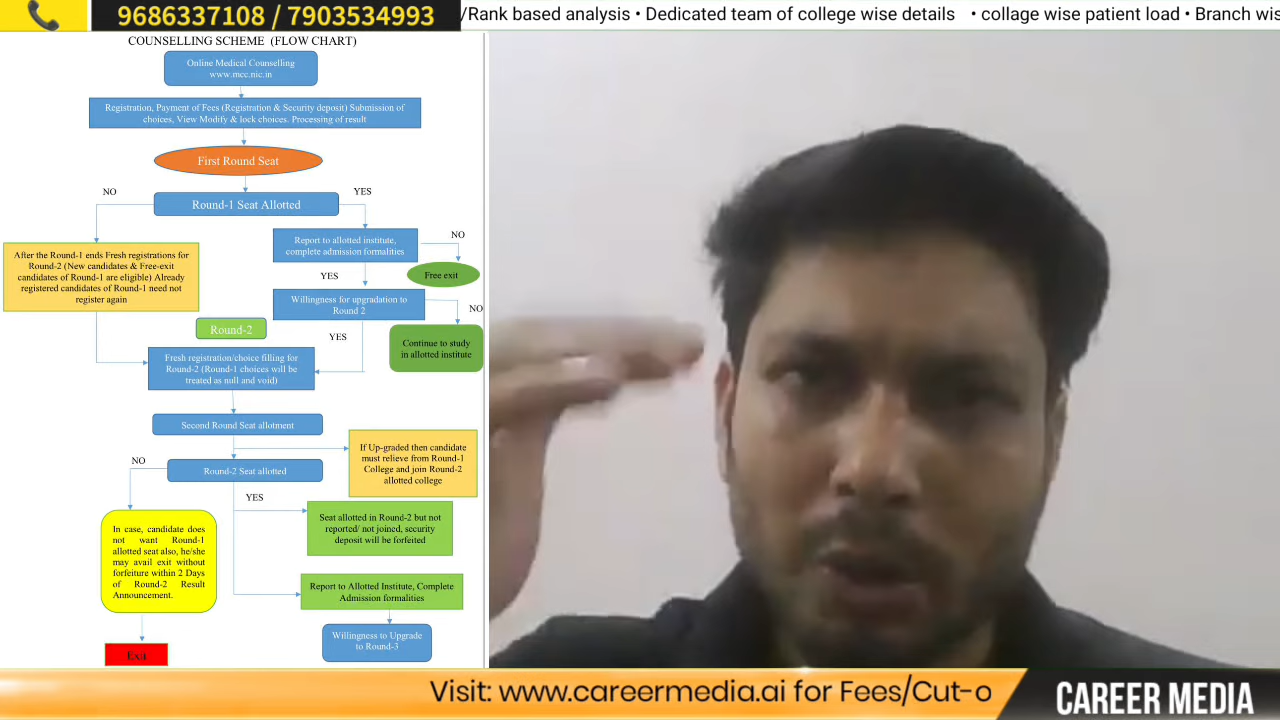 9686337108 / 7903534993
/Rank based analysis • Dedicated team of college wise details • collage wise patient load • Branch
COUNSELLING SCHEME (FLOW CHART)
Online Medical Counselling
www.mcc.nic.in
Registration, Payment of Fees (Registration & Security deposit) Submission of
choices, View Modify & lock choices. Processing of result
First Round Seat
NO
YES
Round-1 Seat Allotted
Report to allotted institute,
complete admission formalities
NO
After the Round-1 ends Fresh registrations for
Round-2 (New candidates & Free-exit
candidates of Round-1 are eligible) Already
registered candidates of Round-1 need not
register again
Free exit
YES
Willingness for upgradation to
Round 2
NO
Round-2
YES
Continue to study
in allotted institute
Fresh registration/choice filling for
Round-2 (Round-1 choices will be
treated as null and void)
Second Round Seat allotment
If Up-graded then candidate
must relieve from Round-1
College and join Round-2
allotted college
NO
Round-2 Seat allotted
YES
Seat allotted in Round-2 but not
reported/ not joined, security
deposit will be forfeited
In case, candidate does
not want Round-1
allotted seat also, he/she
may avail exit without
forfeiture within 2 Days
of Round-2 Result
Announcement.
Report to Allotted Institute, Complete
Admission formalities
Willingness to Upgrade
to Round-3
Exit
Visit: www.careermedia.ai for Fees/Cut-o
CAREER MEDIA